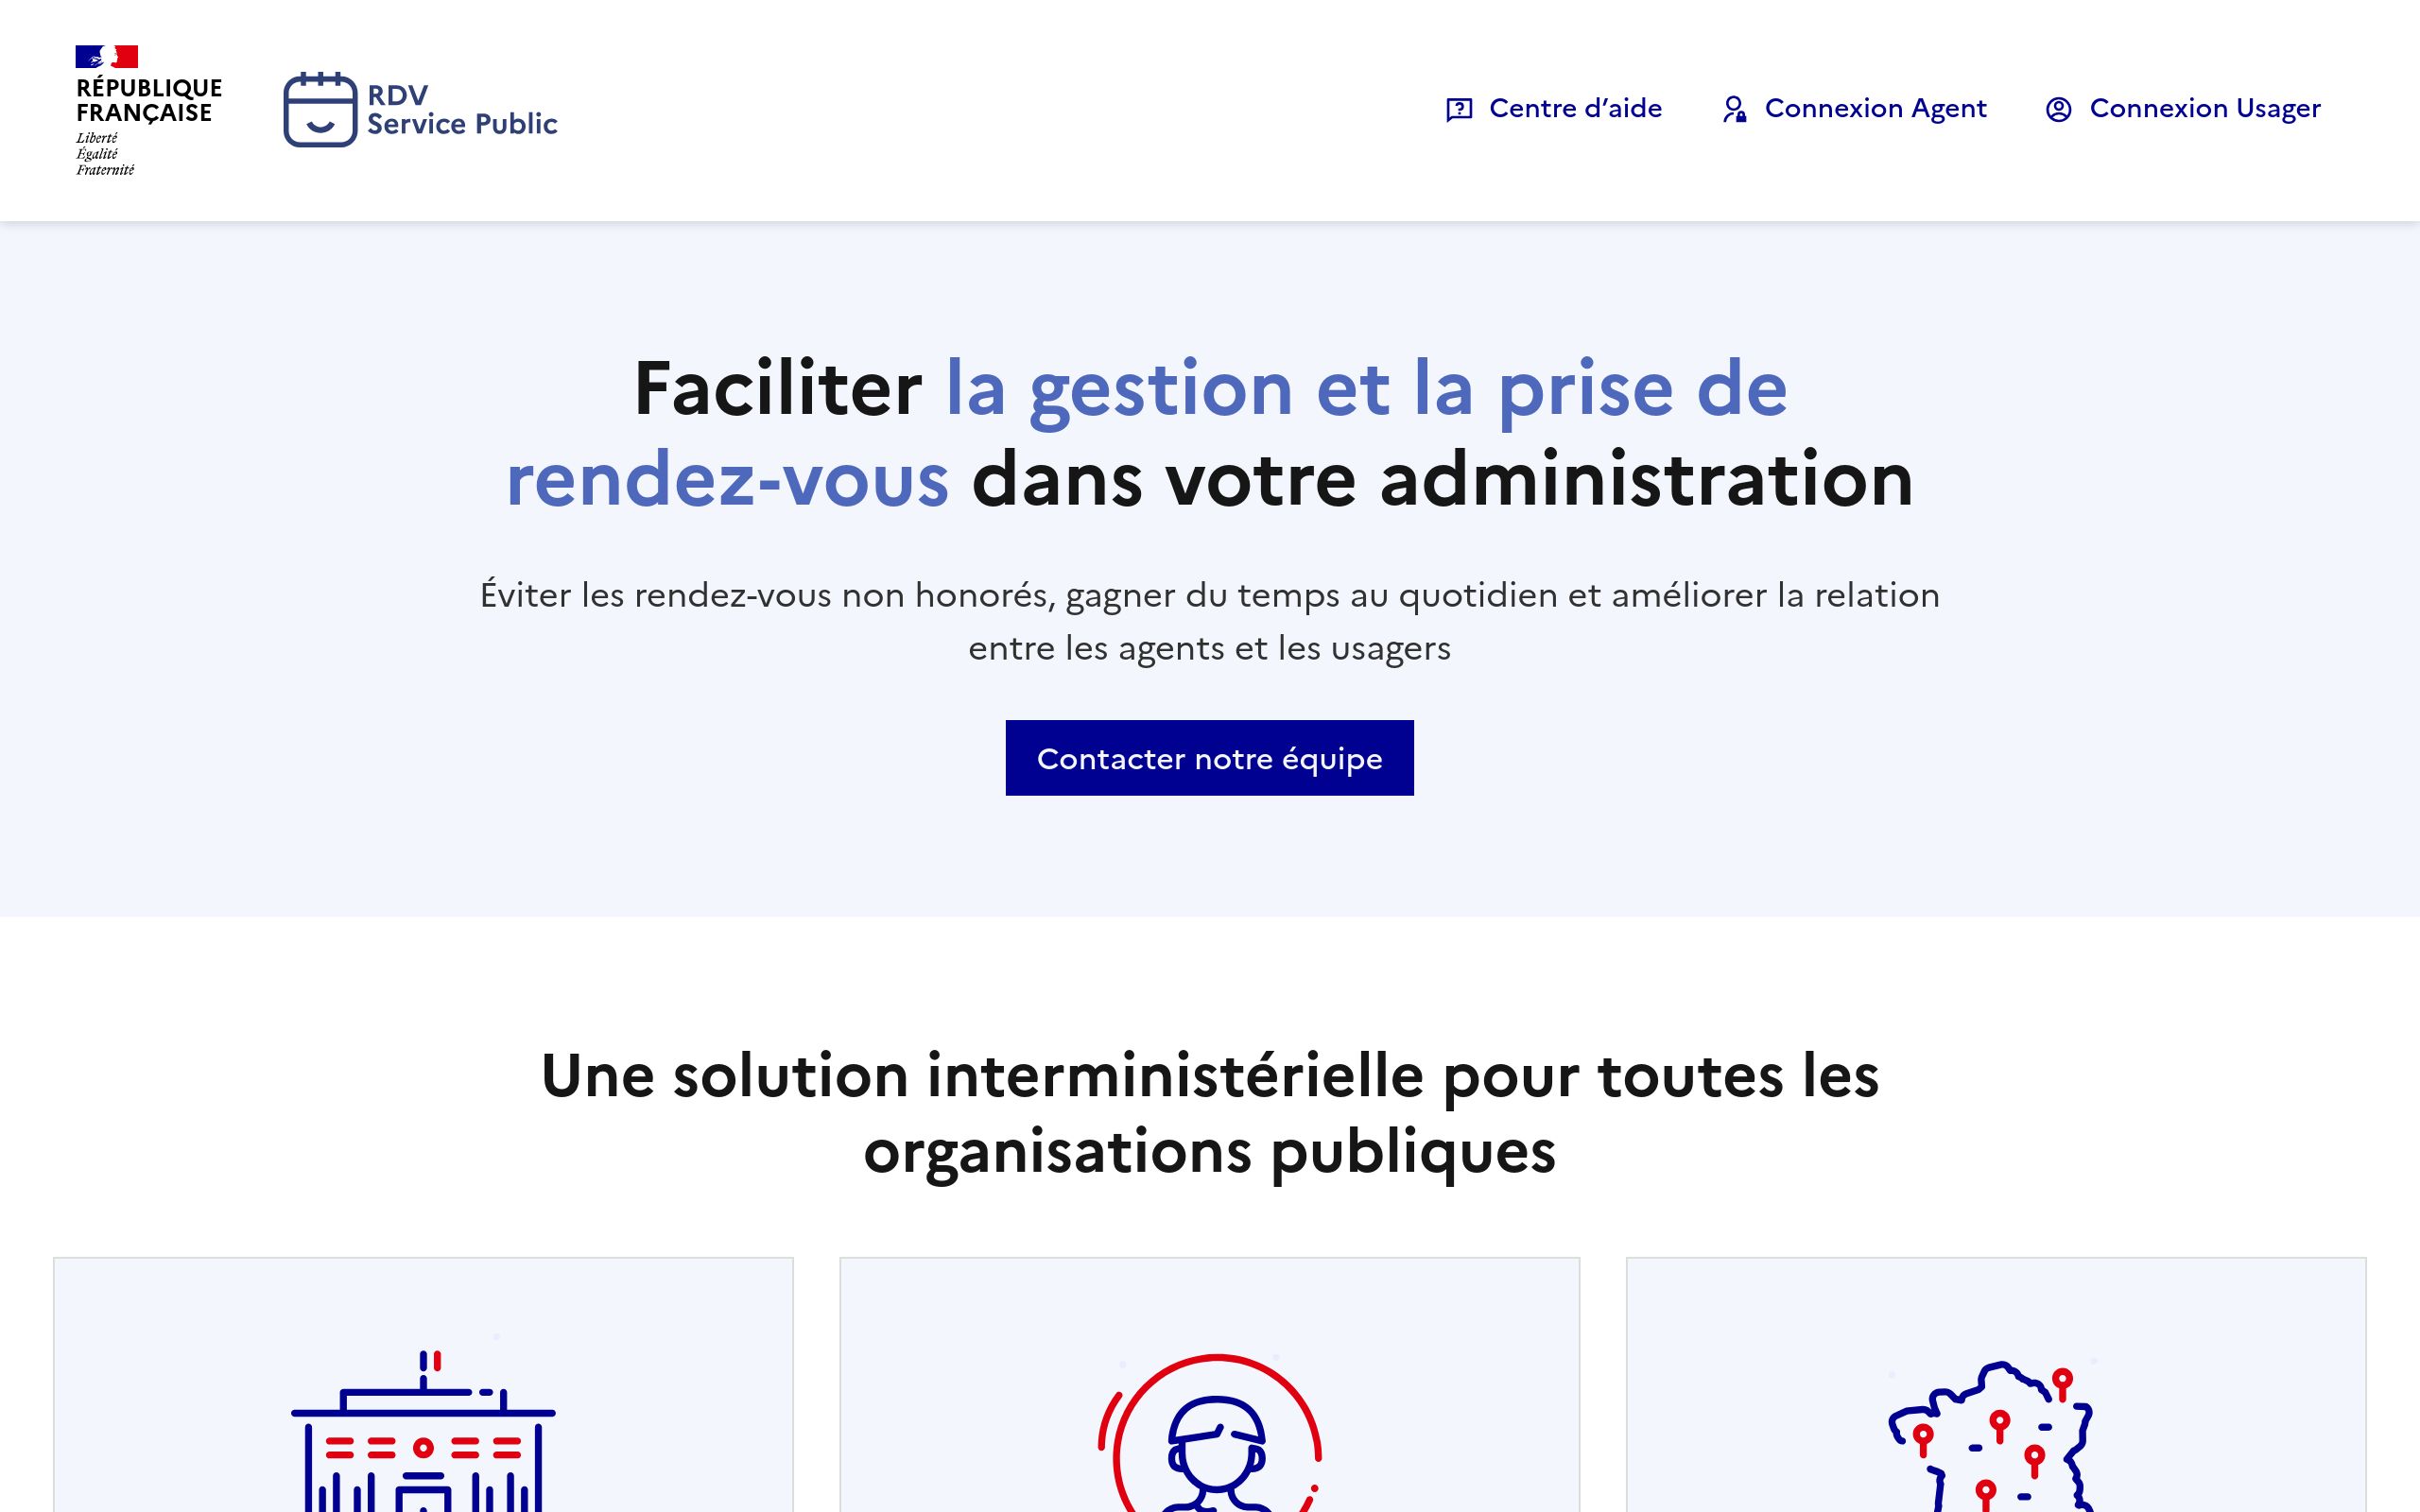 RÉPUBLIQUE
FRANÇAISE
Liberté
Égalité
Fraternité
RDV
Service Public
Centre d’aide
Connexion Agent
Connexion Usager
Faciliter la gestion et la prise de
rendez-vous dans votre administration
Éviter les rendez-vous non honorés, gagner du temps au quotidien et améliorer la relation
entre les agents et les usagers
Contacter notre équipe
Une solution interministérielle pour toutes les
organisations publiques